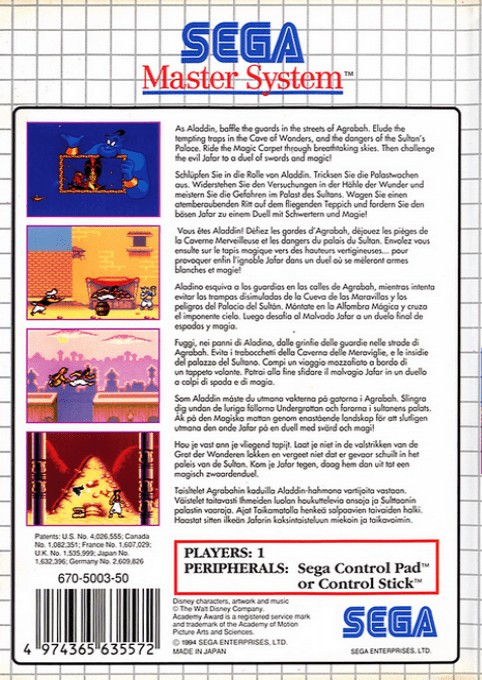 SEGA
Master System™
As Aladdin, baffle the guards in the streets of Agrabah. Elude the
tempting traps in the Cave of Wonders, and the dangers of the Sultan's
Palace. Ride the Magic Carpet through breathtaking skies. Then challenge
the evil Jafar to a duel of swords and magic!
Schlüpfen Sie in die Rolle von Aladdin. Tricksen Sie die Palastwachen
aus. Widerstehen Sie den Versuchungen in der Höhle der Wunder und
meistern Sie die Gefahren im Palast des Sultans. Wagen Sie einen
atemberaubenden Ritt auf dem fliegenden Teppich und fordern Sie den
bösen Jafar zu einem Duell mit Schwertern und Magie!
Vous êtes Aladdin! Défiez les gardes d'Agrabah, déjouez les pièges de
la Caverne Merveilleuse et les dangers du palais du Sultan. Envolez vous
ensuite sur le tapis magique vers des hauteurs vertigineuses... pour
provoquer enfin l'ignoble Jafar dans un duel où se mêleront armes
blanches et magie!
Aladino esquiva a los guardias en las calles de Agrabah, mientras intenta
evitar las trampas disimuladas de la Cueva de las Maravillas y los
peligros del Palacio del Sultán. Móntate en la Alfombra Mágica y cruza
el imponente cielo. Luego desafía al Malvado Jafar a un duelo final de
espadas y magia.
Fuggi, nei panni di Aladino, dalle grinfie delle guardie nelle strade di
Agrabah. Evita i trabocchetti della Caverna delle Meraviglie, e le insidie
del palazzo del Sultano. Compi un viaggio mozzafiato a bordo di
un tappeto volante. Potrai alla fine sfidare il malvagio Jafar in un duello
a colpi di spada e di magia.
Som Aladdin måste du utmana vakterna på gatorna i Agrabah. Slingra
dig undan de luriga fällorna Undergrottan och farorna i sultanens palats.
Åk på den Magiska mattan genom enastående landskap för att slutligen
utmana den onde Jafar på en duell med svärd och magi!
Hou je vast aan je vliegend tapijt. Laat je niet in de valstrikken van de
Grot der Wonderen lokken en vergeet niet dat er gevaar schuilt in het
paleis van de Sultan. Kom je Jafar tegen, daag hem dan uit tot een
magisch zwaardenduel.
Taistelet Agrabahin kaduilla Aladdin-hahmona vartijoita vastaan.
Väistelet taitavasti Ihmeiden luolan houkuttelevia ansoja ja Sulttaanin
palastin vaaroja. Ajat Taikamatolla henkeä salpaavien taivaiden halki.
Haastat sitten ilkeän Jafarin kaksintaisteluun miekoin ja taikavoimin.
Patents: U.S. No. 4,026,555; Canada
No. 1,082,351; France No. 1,607,029;
U.K. No. 1,535,999; Japan No.
1,632,396; Germany No. 2,609,826
670-5003-50
4 974365 635572
PLAYERS: 1
PERIPHERALS: Sega Control Pad™
or Control Stick™
Disney characters, artwork and music
© The Walt Disney Company.
Academy Award is a registered service mark
and trademark of the Academy of Motion
Picture Arts and Sciences.
© 1994 SEGA ENTERPRISES, LTD.
MADE IN JAPAN
SEGA
SEGA ENTERPRISES, LTD.